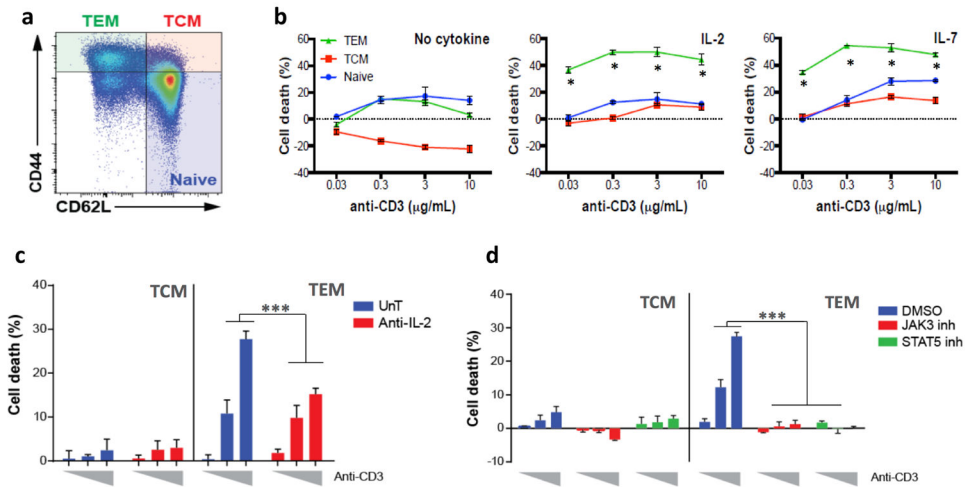 a
TEM TCM
CD44
Naive
CD62L
b
No cytokine
TEM
TCM
Naive
Cell death (%)
60
40
20
0
-20
-40
0.03 0.3 3 10
anti-CD3 (μg/mL)
IL-2
Cell death (%)
60
40
20
0
-20
-40
* * * *
0.03 0.3 3 10
anti-CD3 (μg/mL)
IL-7
Cell death (%)
60
40
20
0
-20
-40
* * * *
0.03 0.3 3 10
anti-CD3 (μg/mL)
c
TCM TEM
Cell death (%)
40
30
20
10
0
***
UnT
Anti-IL-2
Anti-CD3
d
TCM TEM
Cell death (%)
40
30
20
10
0
-10
***
DMSO
JAK3 inh
STAT5 inh
Anti-CD3